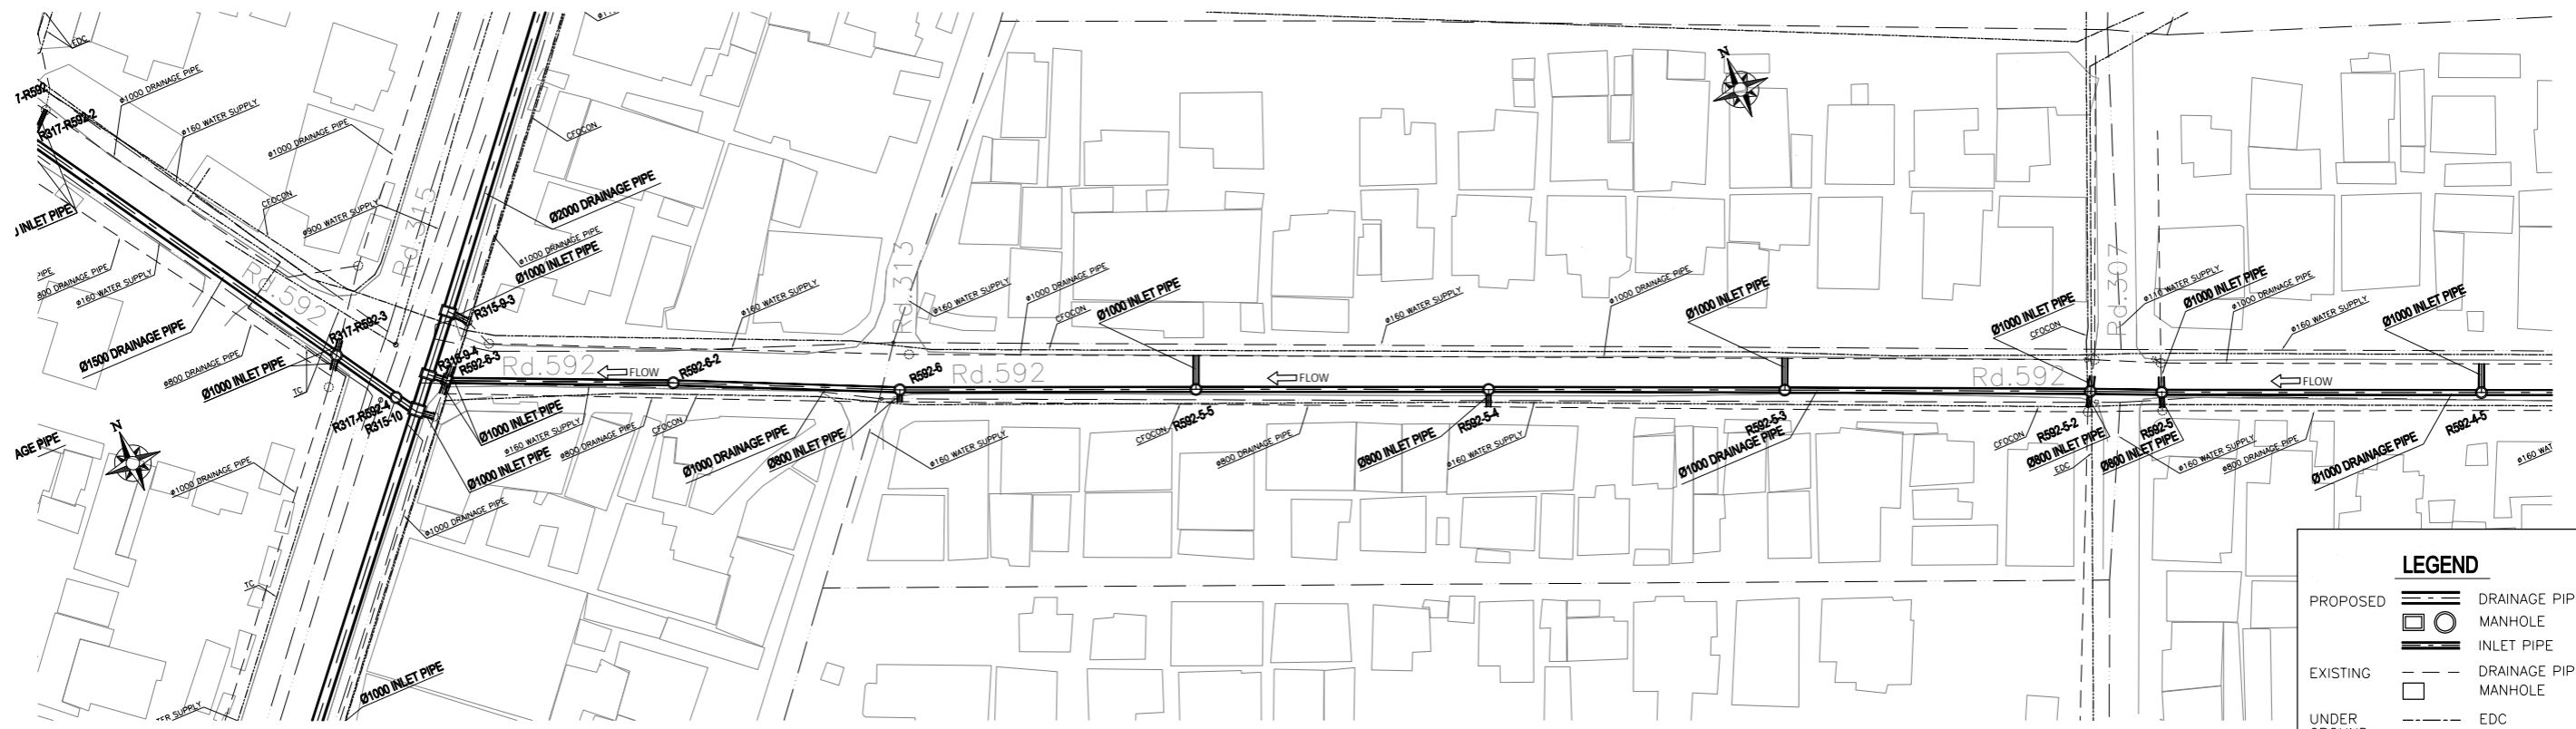 EDC
7-R592
R317-R592-2
ø1000 DRAINAGE PIPE
ø160 WATER SUPPLY
ø1000 DRAINAGE PIPE
CFOCON
ø900 WATER SUPPLY
INLET PIPE
PIPE
800 DRAINAGE PIPE
ø160 WATER SUPPLY
Rd.592
Rd.315
Ø1500 DRAINAGE PIPE
ø800 DRAINAGE PIPE
Ø1000 INLET PIPE
TC
R317-R592-3
R317-R592-4
R315-10
CFOCON
Ø2000 DRAINAGE PIPE
ø1000 DRAINAGE PIPE
Ø1000 INLET PIPE
R315-9-3
R315-9-4
R592-6-3
Rd.592
FLOW
R592-6-2
ø160 WATER SUPPLY
Rd.313
ø160 WATER SUPPLY
R592-6
Rd.592
ø1000 DRAINAGE PIPE
CFOCON
Ø1000 INLET PIPE
FLOW
ø160 WATER SUPPLY
ø1000 DRAINAGE PIPE
Ø1000 INLET PIPE
Ø1000 INLET PIPE
CFOCON
Rd.592
Rd.307
ø110 WATER SUPPLY
Ø1000 INLET PIPE
ø1000 DRAINAGE PIPE
ø160 WATER SUPPLY
Ø1000 INLET PIPE
FLOW
N
N
AGE PIPE
ø1000 DRAINAGE PIPE
TC
Ø1000 INLET PIPE
ø160 WATER SUPPLY
Ø1000 INLET PIPE
ø800 DRAINAGE PIPE
ø1000 DRAINAGE PIPE
CFOCON
Ø1000 DRAINAGE PIPE
Ø800 INLET PIPE
ø160 WATER SUPPLY
CFOCON
R592-5-5
ø800 DRAINAGE PIPE
Ø800 INLET PIPE
R592-5-4
ø160 WATER SUPPLY
R592-5-3
Ø1000 DRAINAGE PIPE
CFOCON
R592-5-2
Ø800 INLET PIPE
EDC
R592-5
Ø800 INLET PIPE
ø160 WATER SUPPLY
ø800 DRAINAGE PIPE
Ø1000 DRAINAGE PIPE
R592-4-5
ø160 WAT
Ø1000 INLET PIPE
TER SUPPLY
LEGEND
PROPOSED DRAINAGE PIP
MANHOLE
INLET PIPE
EXISTING DRAINAGE PIP
MANHOLE
UNDER EDC